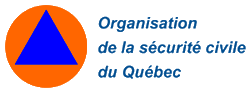 Organisation
de la sécurité civile
du Québec